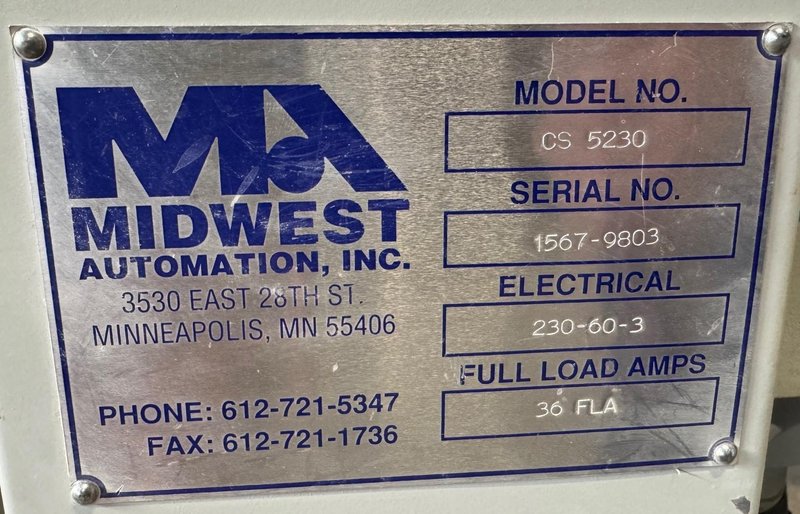 MA
MIDWEST
AUTOMATION, INC.
3530 EAST 28TH ST.
MINNEAPOLIS, MN 55406
PHONE: 612-721-5347
FAX: 612-721-1736
MODEL NO.
CS 5230
SERIAL NO.
1567-9803
ELECTRICAL
230-60-3
FULL LOAD AMPS
36 FLA